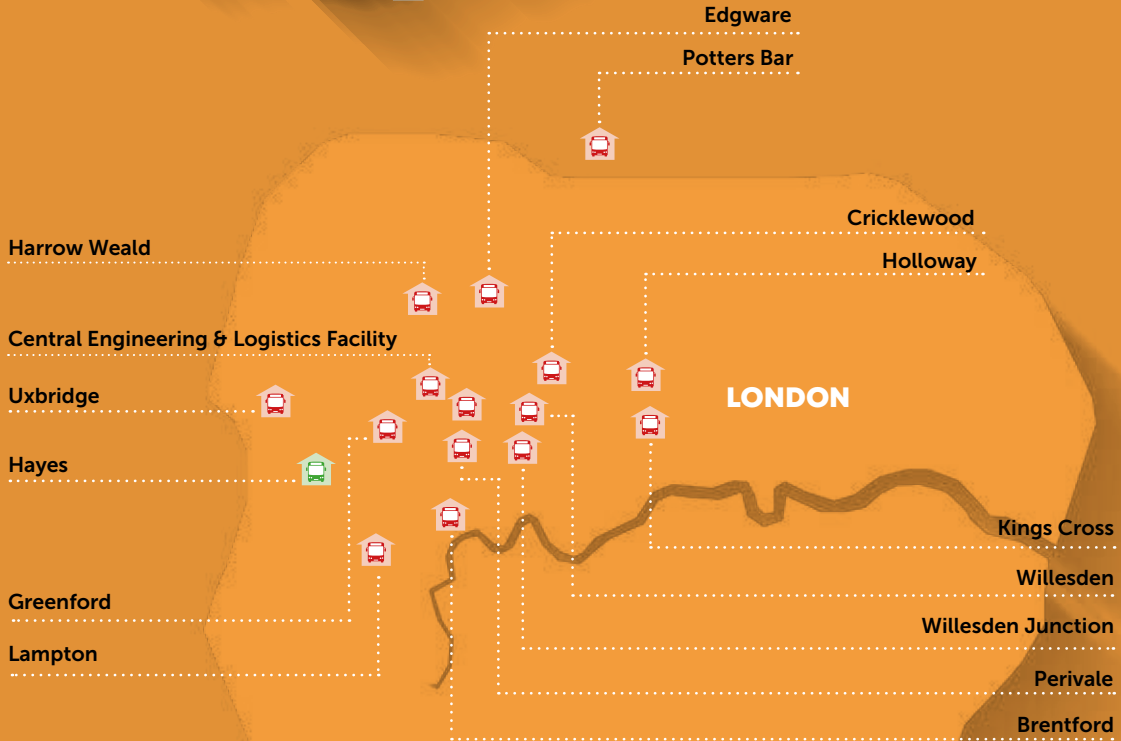 Edgware
Potters Bar
Cricklewood
Harrow Weald
Holloway
Central Engineering & Logistics Facility
Uxbridge
LONDON
Hayes
Kings Cross
Willesden
Greenford
Willesden Junction
Lampton
Perivale
Brentford